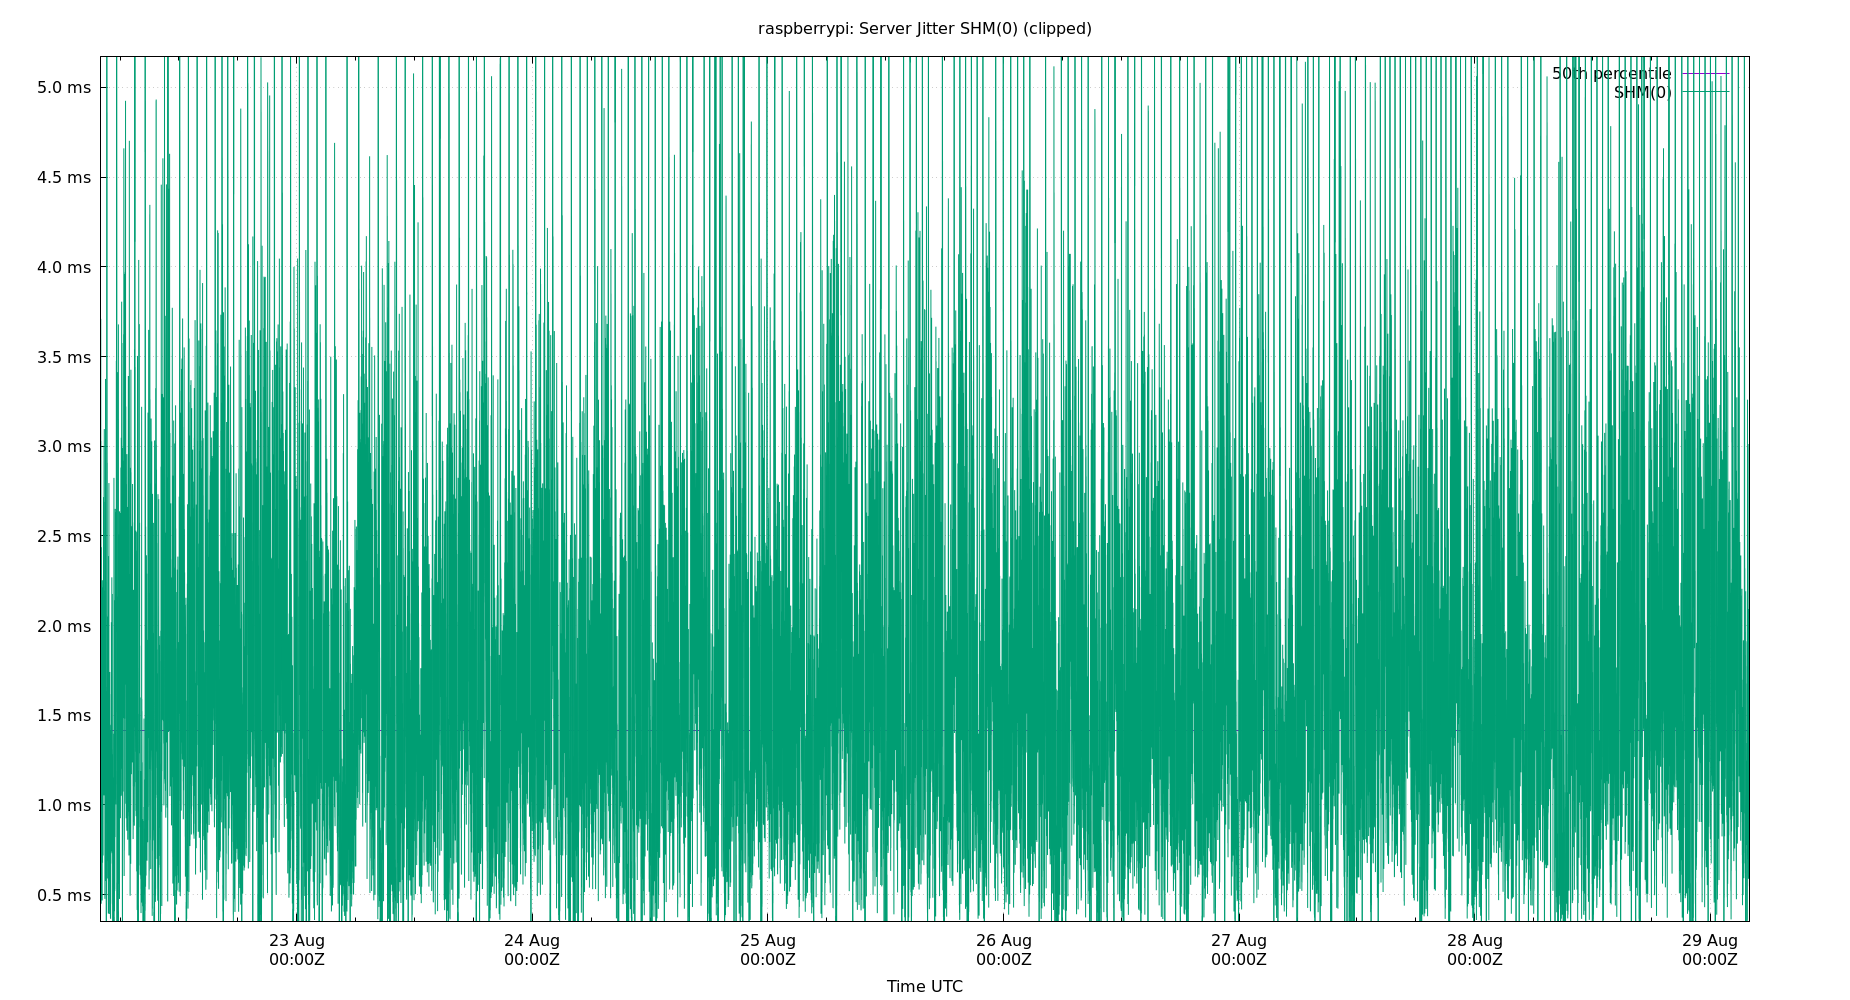 raspberrypi: Server Jitter SHM(0) (clipped)
50th percentile
SHM(0)
5.0 ms
4.5 ms
4.0 ms
3.5 ms
3.0 ms
2.5 ms
2.0 ms
1.5 ms
1.0 ms
0.5 ms
23 Aug 24 Aug 25 Aug 26 Aug 27 Aug 28 Aug 29 Aug
00:00Z 00:00Z 00:00Z 00:00Z 00:00Z 00:00Z 00:00Z
Time UTC